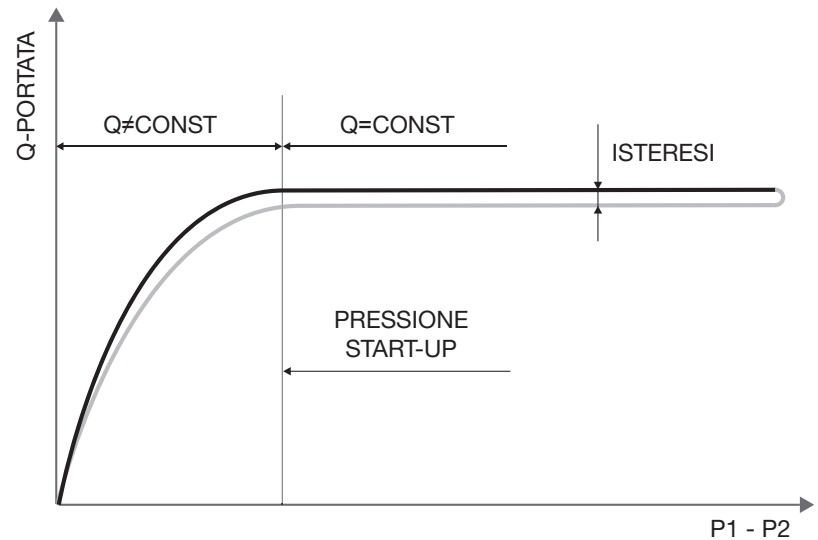 Q-PORTATA
Q≠CONST
Q=CONST
ISTERESI
PRESSIONE
START-UP
P1 - P2